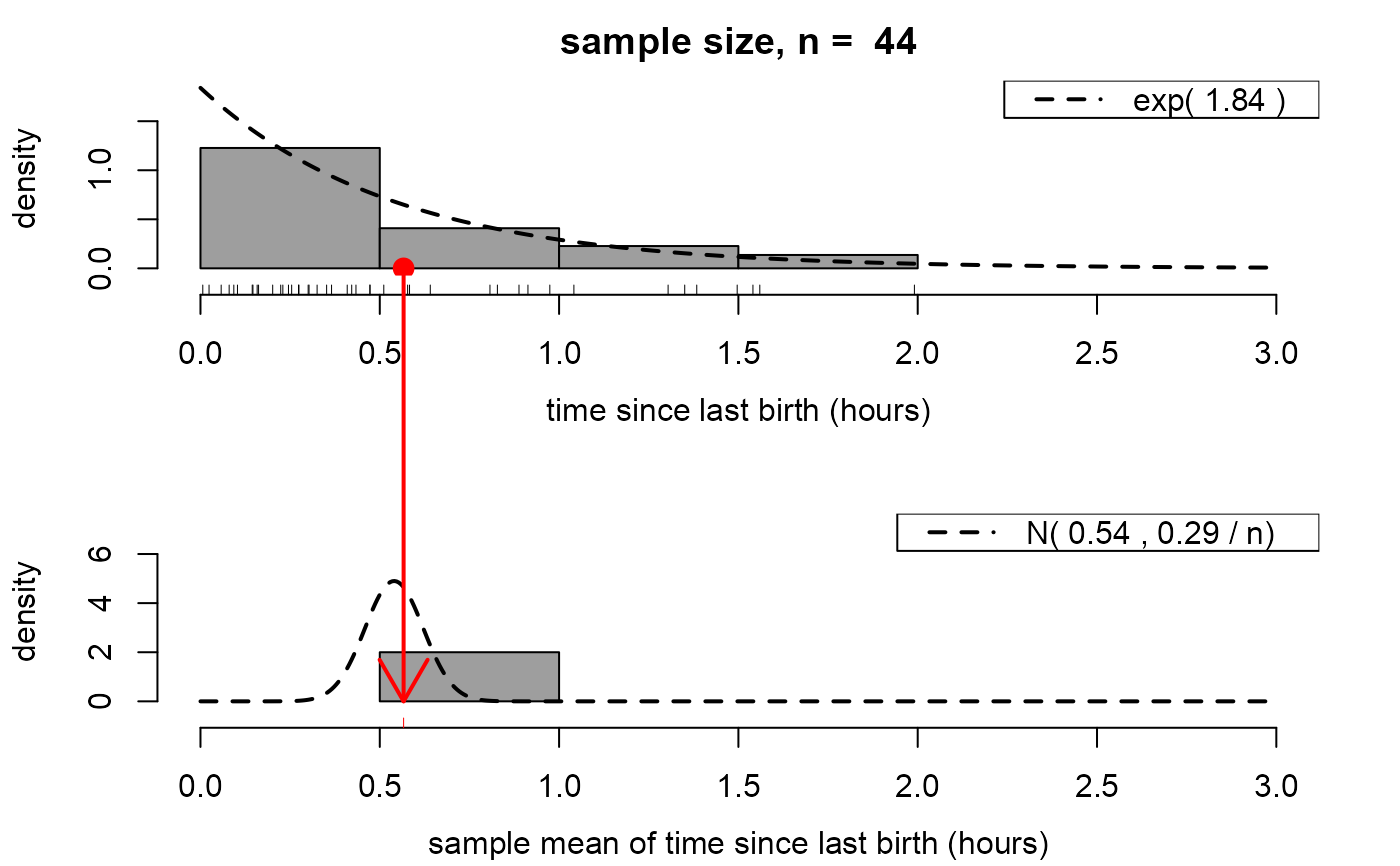 sample size, n = 44
exp( 1.84 )
density
1.0
0.0
0.0 0.5 1.0 1.5 2.0 2.5 3.0
time since last birth (hours)
N( 0.54 , 0.29 / n)
density
6
4
2
0
0.0 0.5 1.0 1.5 2.0 2.5 3.0
sample mean of time since last birth (hours)